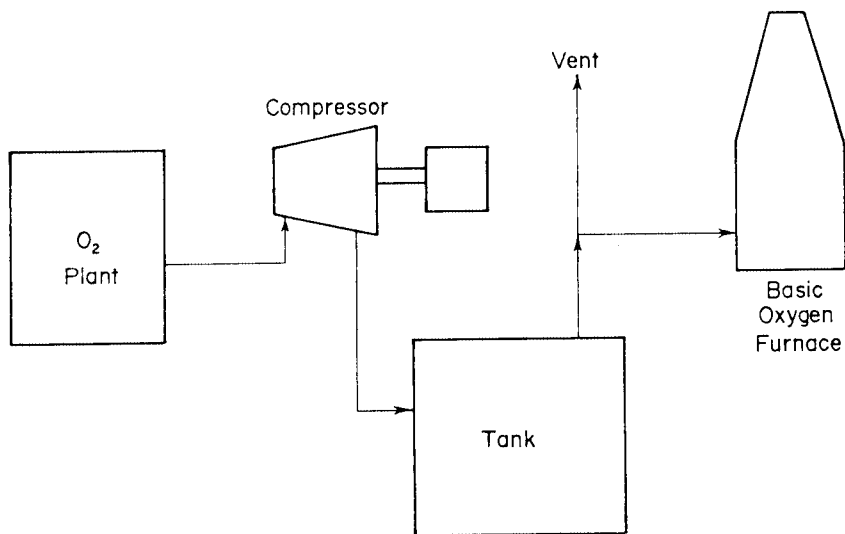 Vent
Compressor
O₂
Plant
Basic
Oxygen
Furnace
Tank